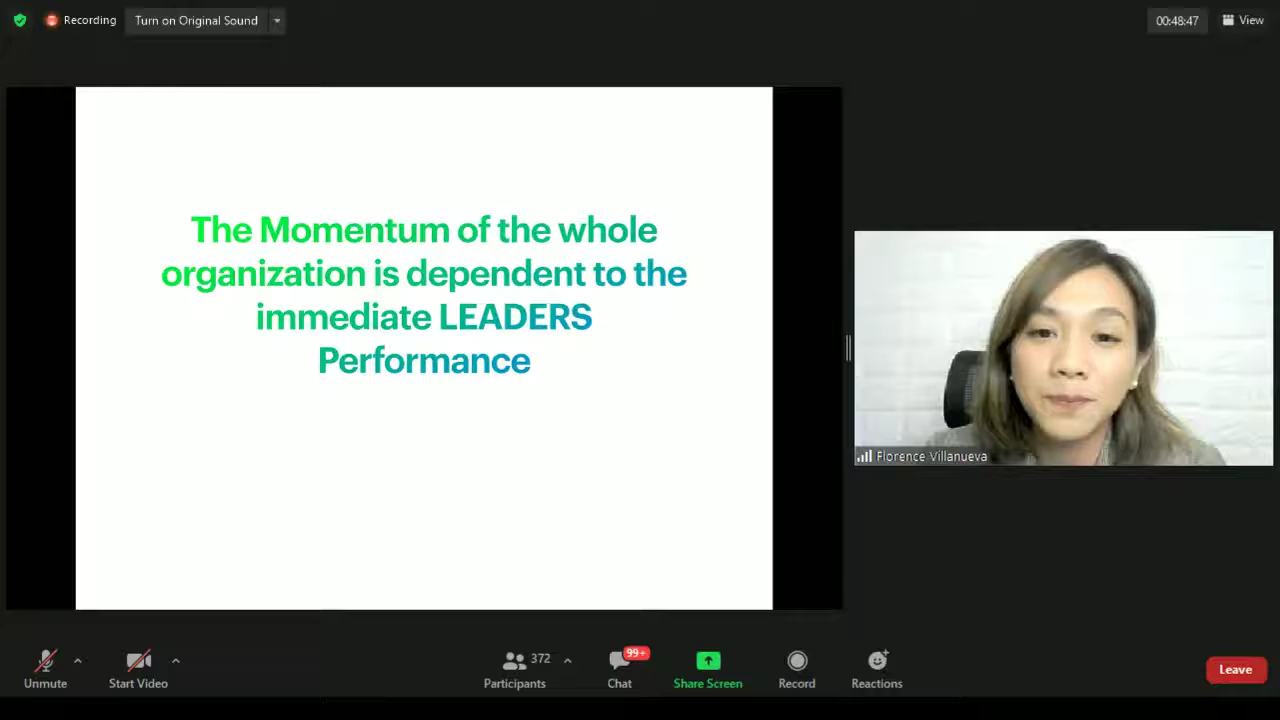 Recording
Turn on Original Sound
00:48:47
View
The Momentum of the whole
organization is dependent to the
immediate LEADERS
Performance
Florence Villanueva
Unmute
Start Video
372
Participants
99+
Chat
Share Screen
Record
Reactions
Leave